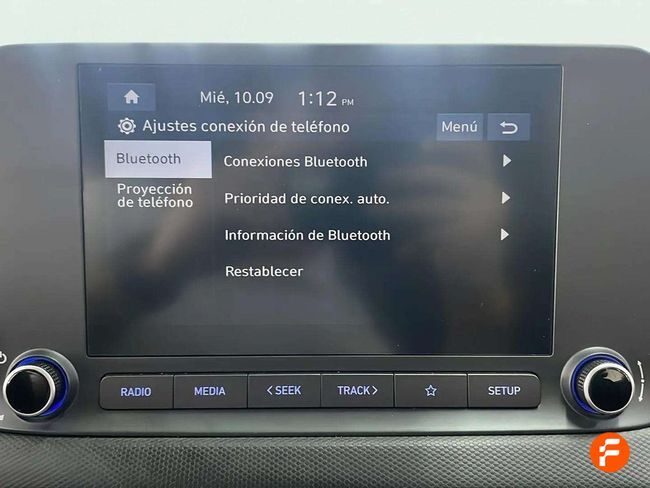 Mié, 10.09 1:12 PM
Ajustes conexión de teléfono Menú
Bluetooth
Proyección
de teléfono
Conexiones Bluetooth
Prioridad de conex. auto.
Información de Bluetooth
Restablecer
RADIO MEDIA <SEEK TRACK> SETUP